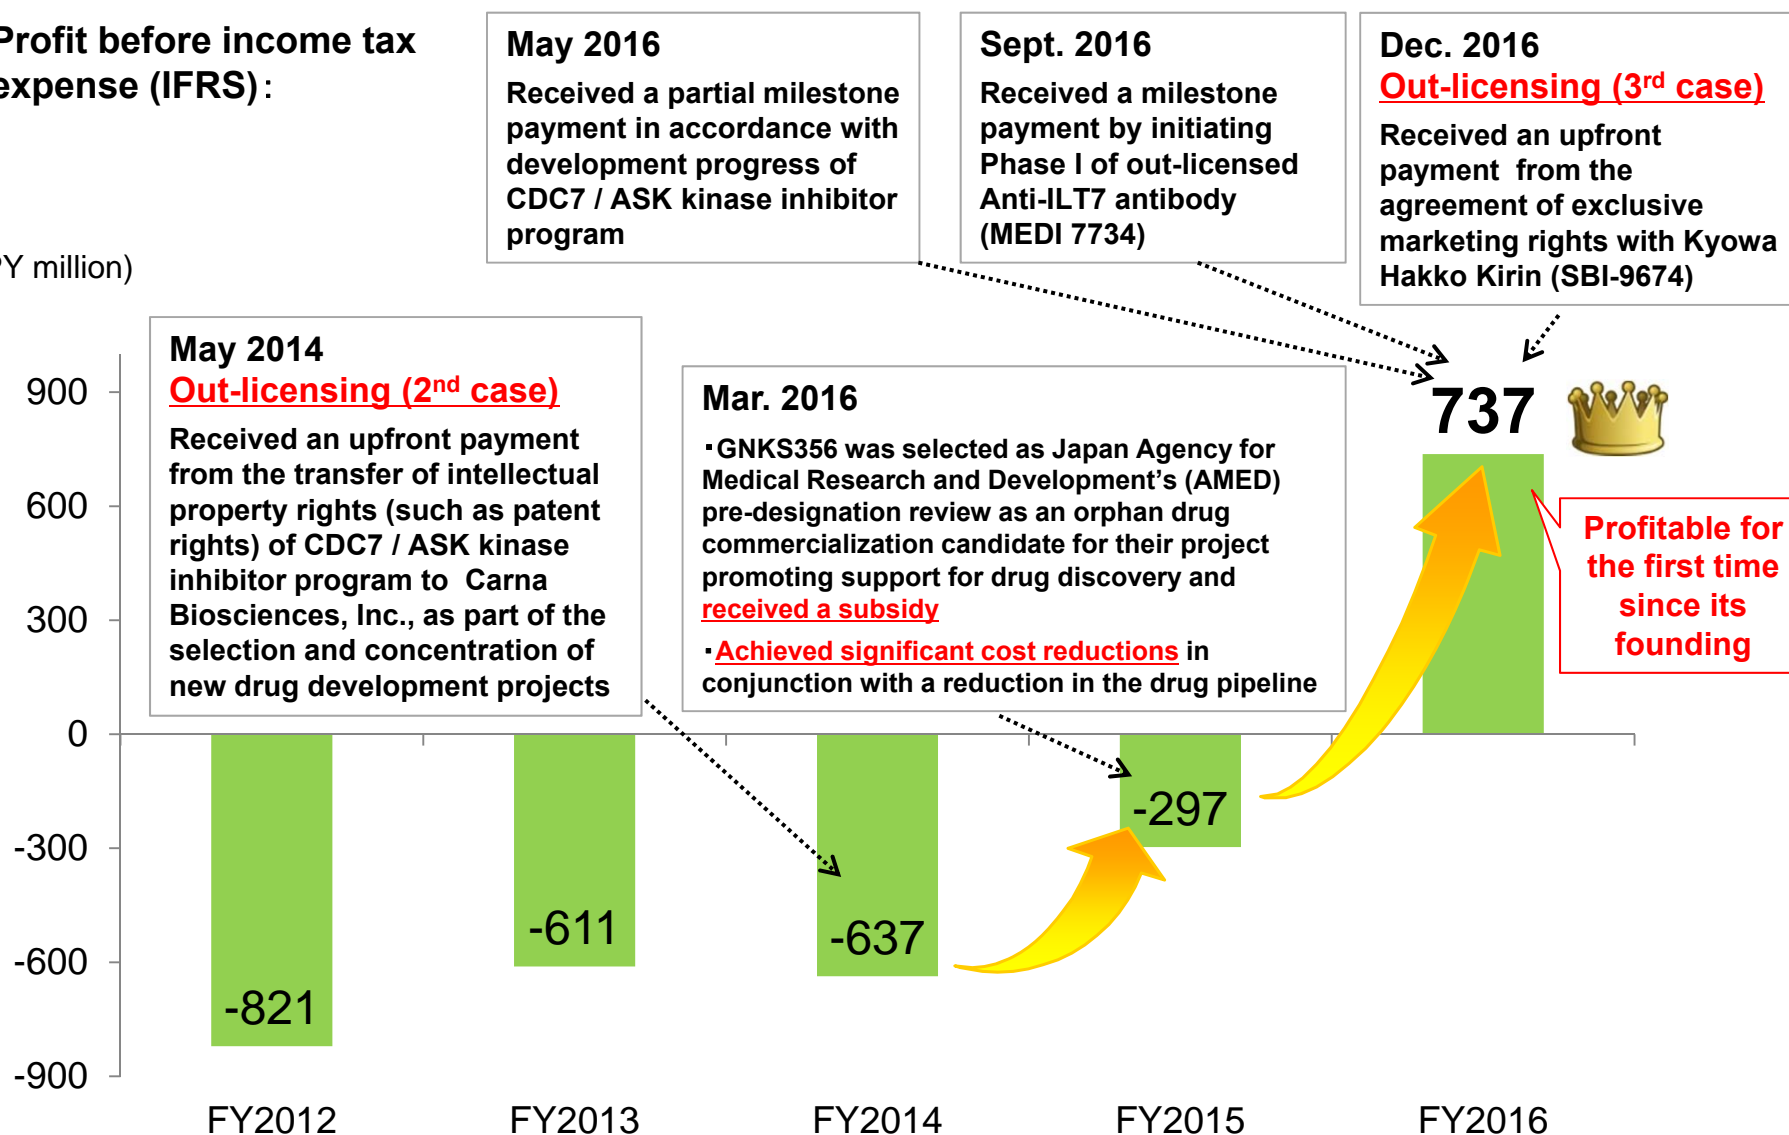 Profit before income tax
expense (IFRS) :
PY million)
May 2016
Received a partial milestone
payment in accordance with
development progress of
CDC7 / ASK kinase inhibitor
program
Sept. 2016
Received a milestone
payment by initiating
Phase I of out-licensed
Anti-ILT7 antibody
(MEDI 7734)
Dec. 2016
Out-licensing (3rd case)
Received an upfront
payment from the
agreement of exclusive
marketing rights with Kyowa
Hakko Kirin (SBI-9674)
May 2014
Out-licensing (2nd case)
Received an upfront payment
from the transfer of intellectual
property rights (such as patent
rights) of CDC7 / ASK kinase
inhibitor program to Carna
Biosciences, Inc., as part of the
selection and concentration of
new drug development projects
Mar. 2016
・GNKS356 was selected as Japan Agency for
Medical Research and Development’s (AMED)
pre-designation review as an orphan drug
commercialization candidate for their project
promoting support for drug discovery and
received a subsidy
・Achieved significant cost reductions in
conjunction with a reduction in the drug pipeline
737
Profitable for
the first time
since its
founding
900
600
300
0
-300
-600
-900
-821
-611
-637
-297
FY2012
FY2013
FY2014
FY2015
FY2016